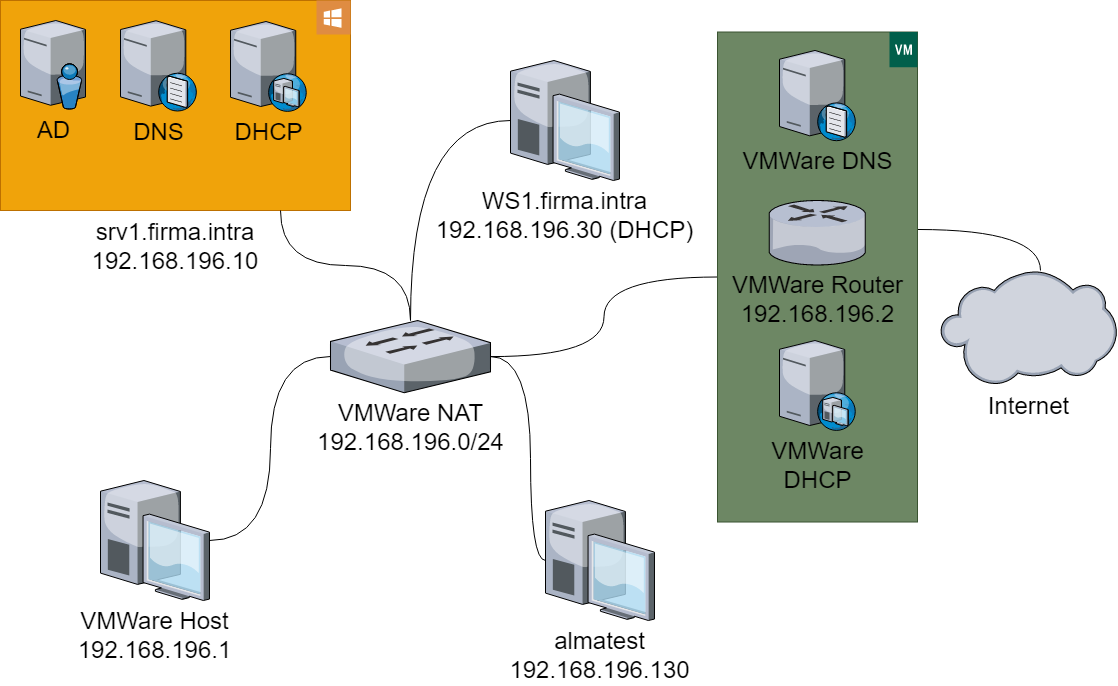 AD
DNS
DHCP
srv1.firma.intra
192.168.196.10
WS1.firma.intra
192.168.196.30 (DHCP)
VM
VMWare DNS
VMWare Router
192.168.196.2
VMWare
DHCP
Internet
VMWare NAT
192.168.196.0/24
VMWare Host
192.168.196.1
almatest
192.168.196.130